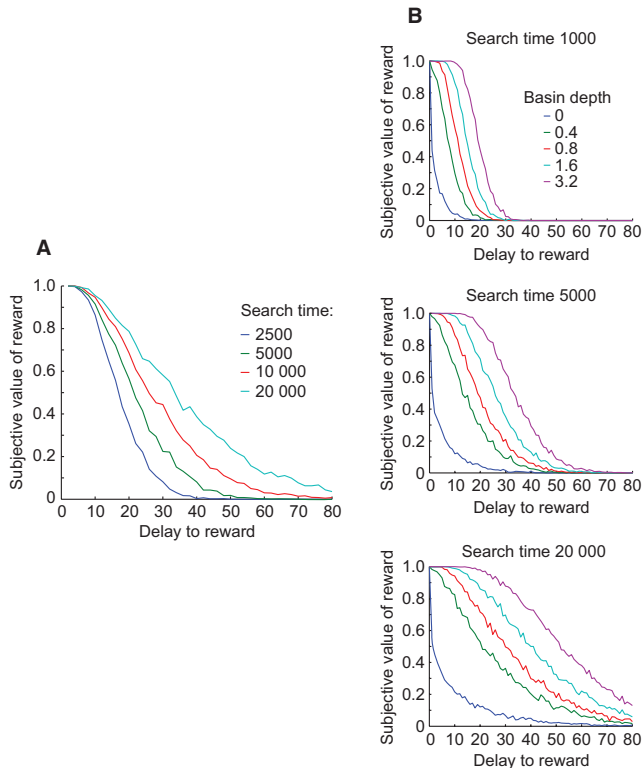 A
Subjective value of reward
1.0
0.8
0.6
0.4
0.2
0
0 10 20 30 40 50 60 70 80
Delay to reward
Search time:
2500
5000
10 000
20 000
B
Search time 1000
Subjective value of reward
1.0
0.8
0.6
0.4
0.2
0
0 10 20 30 40 50 60 70 80
Delay to reward
Basin depth
0
0.4
0.8
1.6
3.2
Search time 5000
Subjective value of reward
1.0
0.8
0.6
0.4
0.2
0
0 10 20 30 40 50 60 70 80
Delay to reward
Search time 20 000
Subjective value of reward
1.0
0.8
0.6
0.4
0.2
0
0 10 20 30 40 50 60 70 80
Delay to reward